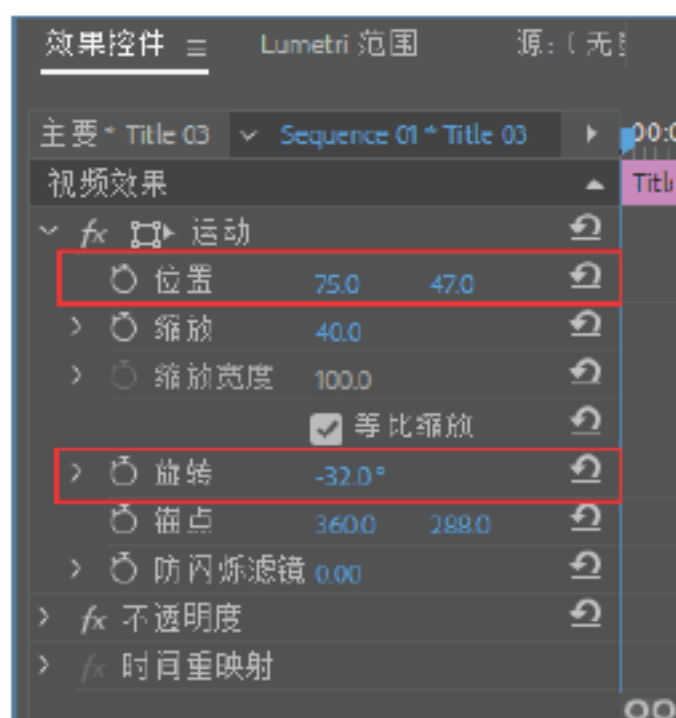 效果控件 ≡ Lumetri 范围 源:（无
主要 * Title 03 Sequence 01 * Title 03 00:0
视频效果 Title
fx 运动
位置 75.0 47.0
缩放 40.0
缩放宽度 100.0
等比缩放
旋转 -32.0°
锚点 360.0 288.0
防闪烁滤镜 0.00
fx 不透明度
fx 时间重映射